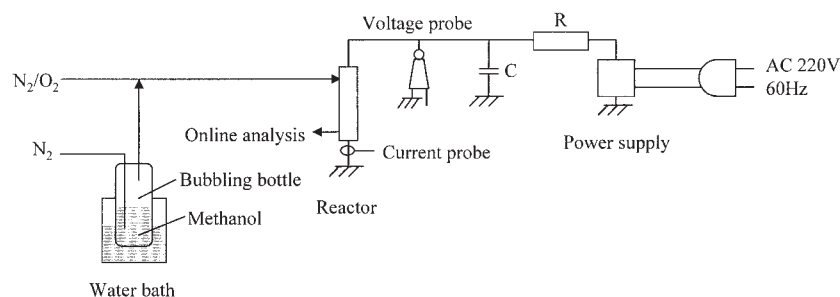 Voltage probe
R
N₂/O₂
C
AC 220V
60Hz
Online analysis
Power supply
N₂
Current probe
Bubbling bottle
Reactor
Methanol
Water bath